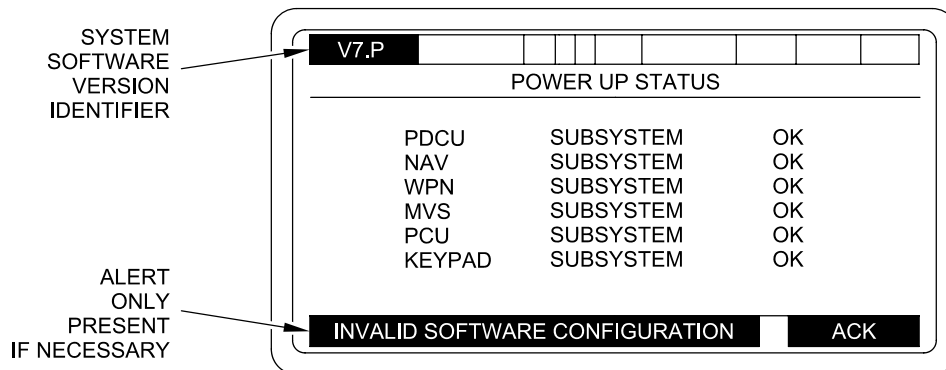 SYSTEM
SOFTWARE
VERSION
IDENTIFIER
V7.P
POWER UP STATUS
PDCU SUBSYSTEM OK
NAV SUBSYSTEM OK
WPN SUBSYSTEM OK
MVS SUBSYSTEM OK
PCU SUBSYSTEM OK
KEYPAD SUBSYSTEM OK
ALERT
ONLY
PRESENT
IF NECESSARY
INVALID SOFTWARE CONFIGURATION ACK